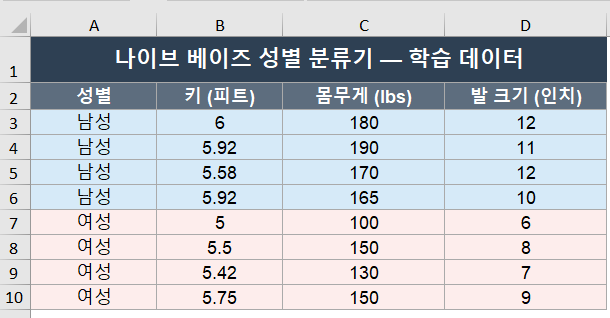 A B C D
1 나이브 베이즈 성별 분류기 — 학습 데이터
2 성별 키 (피트) 몸무게 (lbs) 발 크기 (인치)
3 남성 6 180 12
4 남성 5.92 190 11
5 남성 5.58 170 12
6 남성 5.92 165 10
7 여성 5 100 6
8 여성 5.5 150 8
9 여성 5.42 130 7
10 여성 5.75 150 9